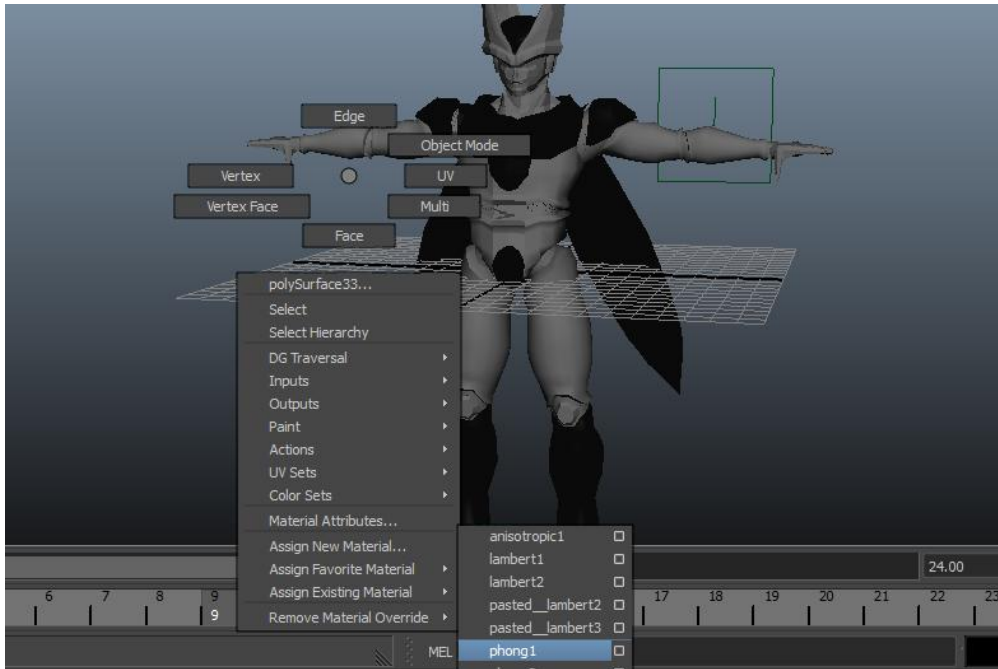 Edge
Object Mode
Vertex
UV
Vertex Face
Multi
Face
polySurface33...
Select
Select Hierarchy
DG Traversal
Inputs
Outputs
Paint
Actions
UV Sets
Color Sets
Material Attributes...
Assign New Material...
Assign Favorite Material
Assign Existing Material
Remove Material Override
anisotropic1
lambert1
lambert2
pasted__lambert2
pasted__lambert3
phong1
24.00
6 7 8 9 17 18 19 20 21 22 23
9
MEL